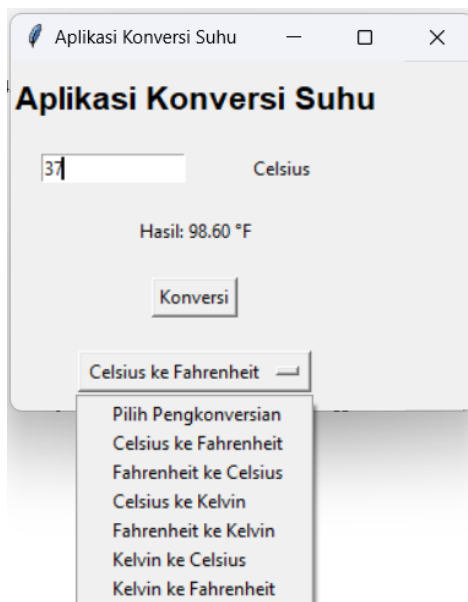 Aplikasi Konversi Suhu
Aplikasi Konversi Suhu
37 Celsius
Hasil: 98.60 °F
Konversi
Celsius ke Fahrenheit
Pilih Pengkonversian
Celsius ke Fahrenheit
Fahrenheit ke Celsius
Celsius ke Kelvin
Fahrenheit ke Kelvin
Kelvin ke Celsius
Kelvin ke Fahrenheit